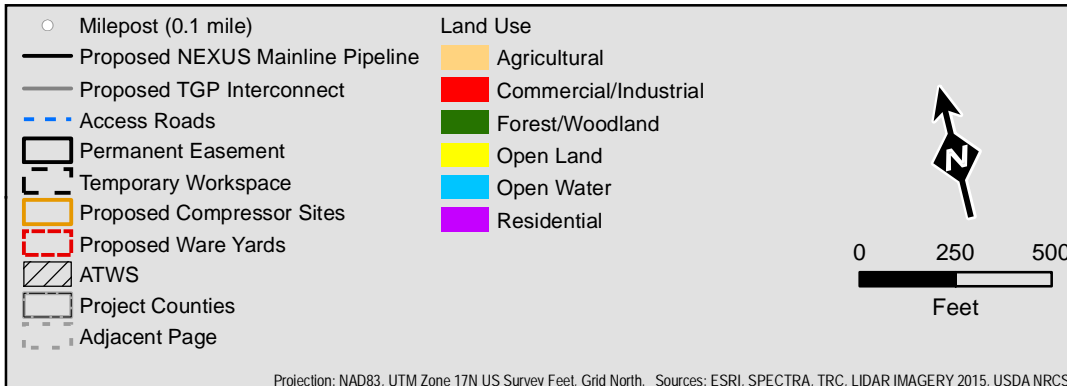 Milepost (0.1 mile)
Proposed NEXUS Mainline Pipeline
Proposed TGP Interconnect
Access Roads
Permanent Easement
Temporary Workspace
Proposed Compressor Sites
Proposed Ware Yards
ATWS
Project Counties
Adjacent Page
Land Use
Agricultural
Commercial/Industrial
Forest/Woodland
Open Land
Open Water
Residential
N
0 250 500
Feet
Projection: NAD83, UTM Zone 17N US Survey Feet, Grid North, Sources: ESRI, SPECTRA, TRC, LIDAR IMAGERY 2015, USDA NRCS